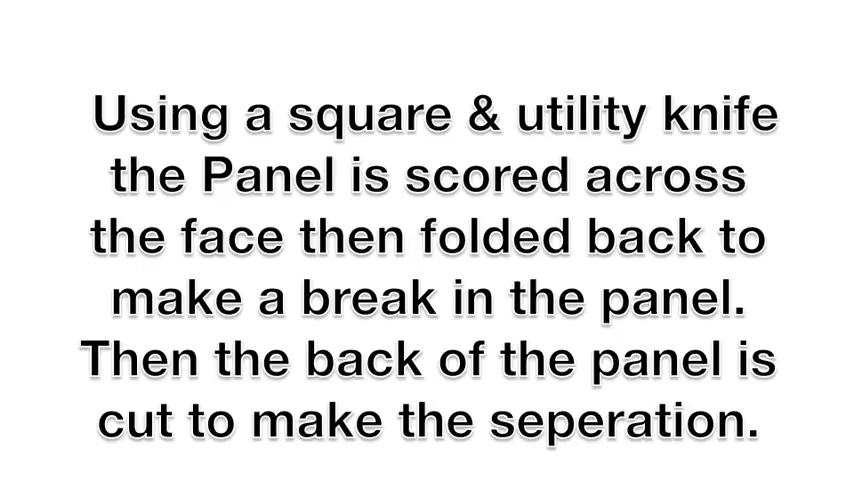 Using a square & utility knife
the Panel is scored across
the face then folded back to
make a break in the panel.
Then the back of the panel is
cut to make the seperation.